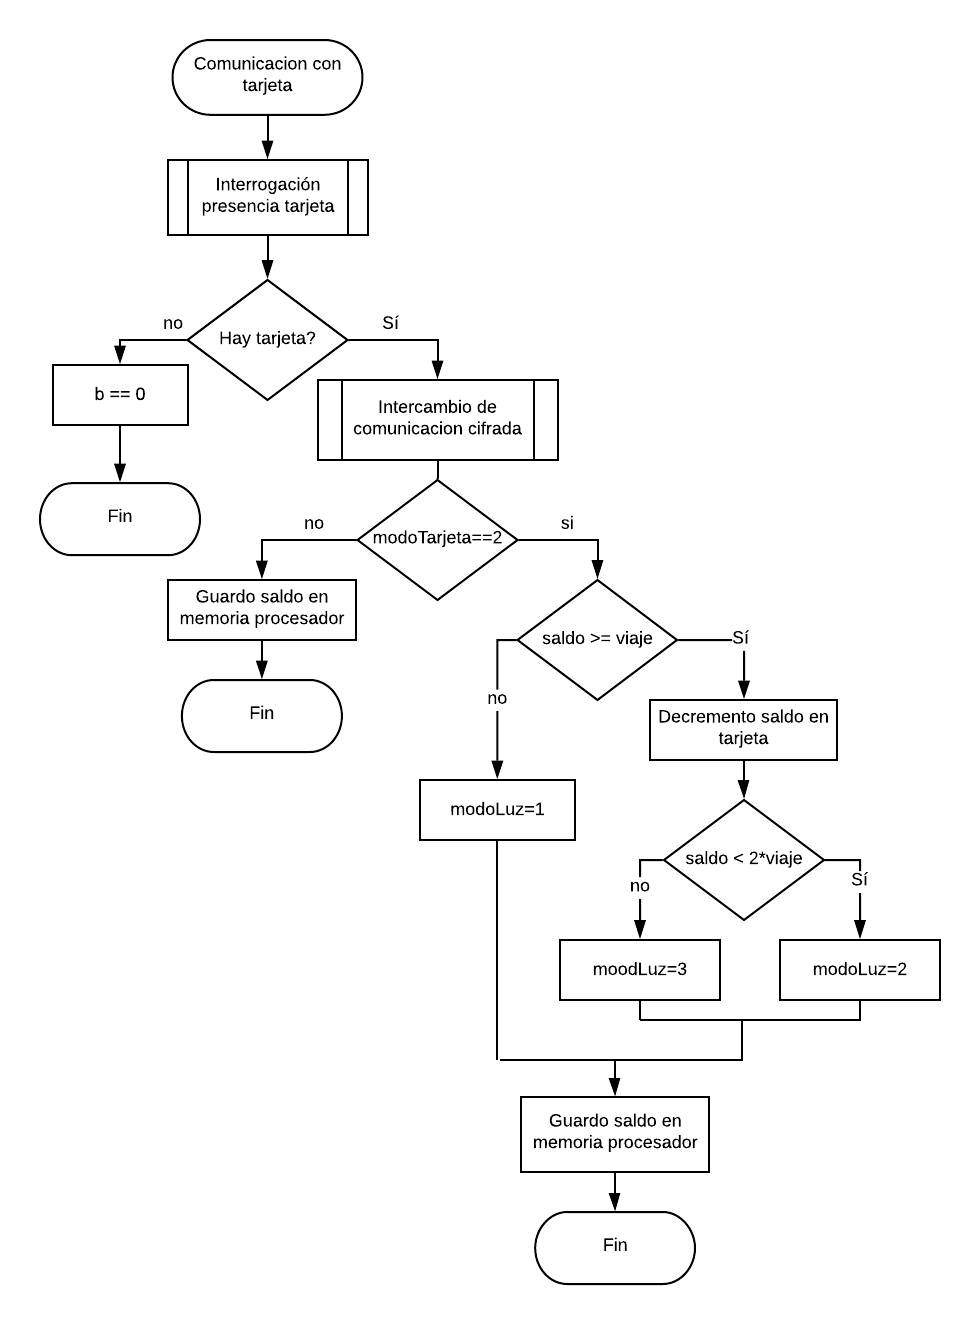 Comunicacion con
tarjeta
Interrogación
presencia tarjeta
Hay tarjeta?
no
Sí
b == 0
Fin
Intercambio de
comunicacion cifrada
modoTarjeta==2
no
si
Guardo saldo en
memoria procesador
Fin
saldo >= viaje
no
Sí
modoLuz=1
Decremento saldo en
tarjeta
saldo < 2*viaje
no
Sí
moodLuz=3
modoLuz=2
Guardo saldo en
memoria procesador
Fin